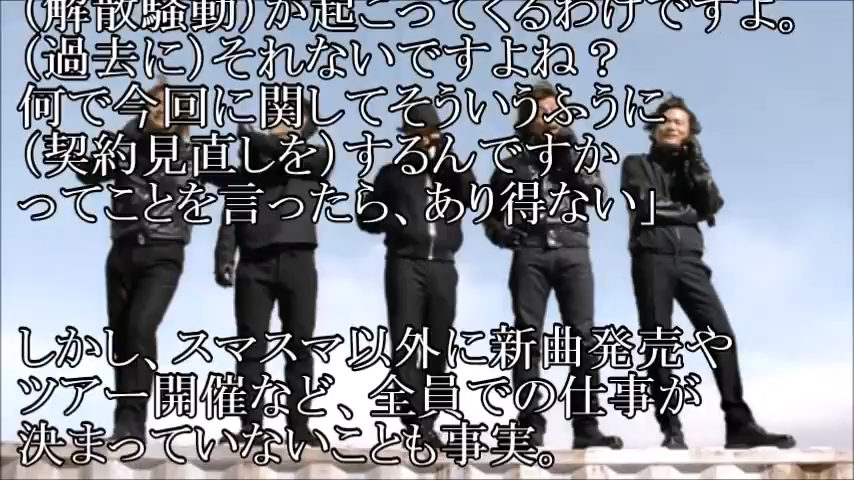 (解散騒動)が起こってくるわけですよ。
(過去に)それないですよね？
何で今回に関してそういうふうに
(契約見直しを)するんですか
ってことを言ったら、あり得ない」
しかし、スマスマ以外に新曲発売や
ツアー開催など、全員での仕事が
決まっていないことも事実。